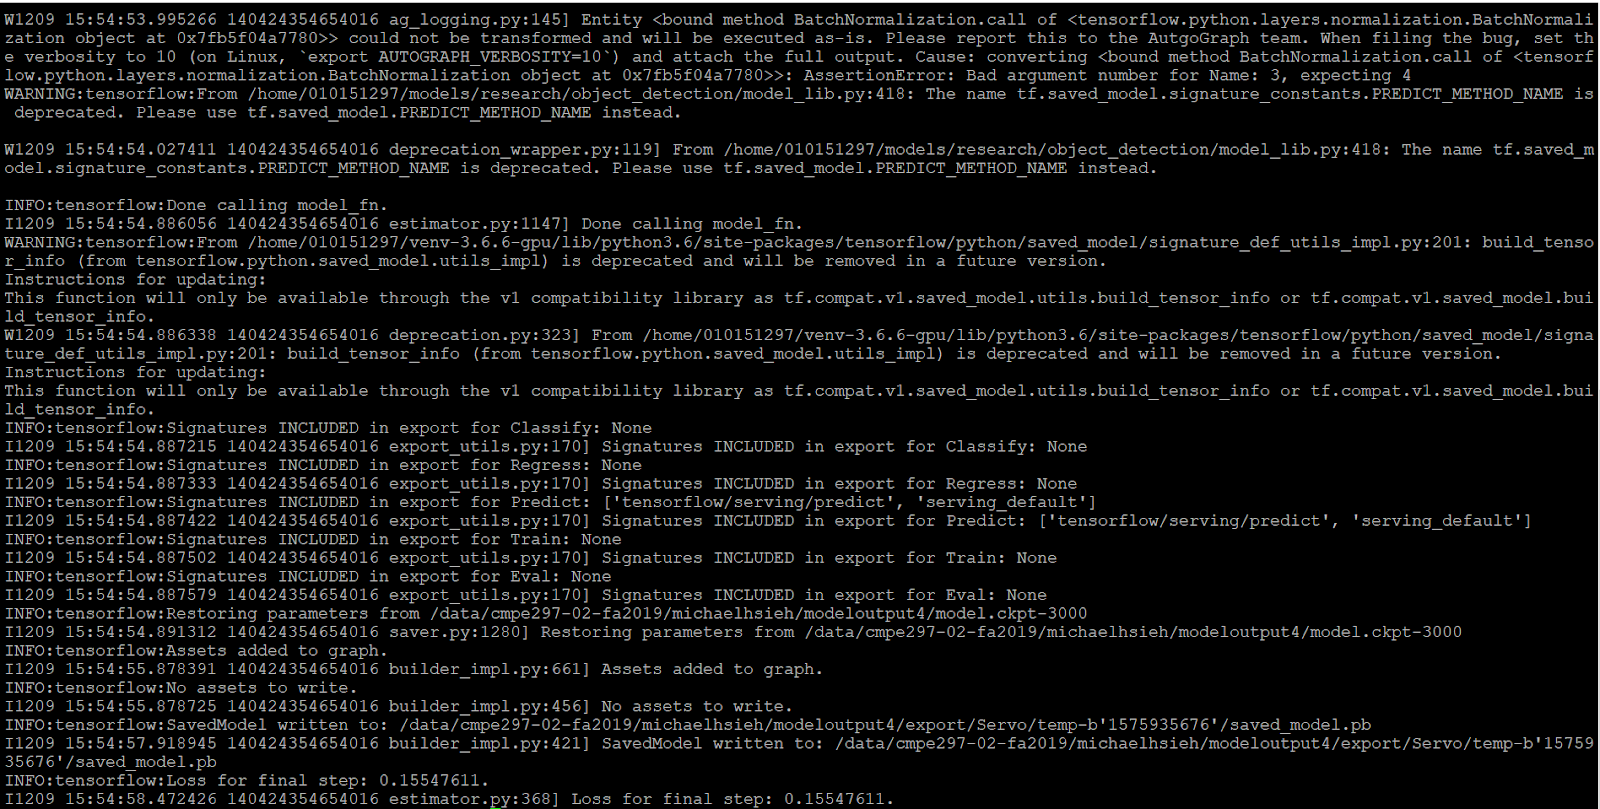 W1209 15:54:53.995266 140424354654016 ag_logging.py:145] Entity <bound method BatchNormalization.call of <tensorflow.python.layers.normalization.BatchNormali
zation object at 0x7fb5f04a7780>> could not be transformed and will be executed as-is. Please report this to the AutgoGraph team. When filing the bug, set th
e verbosity to 10 (on Linux, `export AUTOGRAPH_VERBOSITY=10`) and attach the full output. Cause: converting <bound method BatchNormalization.call of <tensorf
low.python.layers.normalization.BatchNormalization object at 0x7fb5f04a7780>>: AssertionError: Bad argument number for Name: 3, expecting 4
WARNING:tensorflow:From /home/010151297/models/research/object_detection/model_lib.py:418: The name tf.saved_model.signature_constants.PREDICT_METHOD_NAME is
 deprecated. Please use tf.saved_model.PREDICT_METHOD_NAME instead.

W1209 15:54:54.027411 140424354654016 deprecation_wrapper.py:119] From /home/010151297/models/research/object_detection/model_lib.py:418: The name tf.saved_m
odel.signature_constants.PREDICT_METHOD_NAME is deprecated. Please use tf.saved_model.PREDICT_METHOD_NAME instead.

INFO:tensorflow:Done calling model_fn.
I1209 15:54:54.886056 140424354654016 estimator.py:1147] Done calling model_fn.
WARNING:tensorflow:From /home/010151297/venv-3.6.6-gpu/lib/python3.6/site-packages/tensorflow/python/saved_model/signature_def_utils_impl.py:201: build_tenso
r_info (from tensorflow.python.saved_model.utils_impl) is deprecated and will be removed in a future version.
Instructions for updating:
This function will only be available through the v1 compatibility library as tf.compat.v1.saved_model.utils.build_tensor_info or tf.compat.v1.saved_model.bui
ld_tensor_info.
W1209 15:54:54.886338 140424354654016 deprecation.py:323] From /home/010151297/venv-3.6.6-gpu/lib/python3.6/site-packages/tensorflow/python/saved_model/signa
ture_def_utils_impl.py:201: build_tensor_info (from tensorflow.python.saved_model.utils_impl) is deprecated and will be removed in a future version.
Instructions for updating:
This function will only be available through the v1 compatibility library as tf.compat.v1.saved_model.utils.build_tensor_info or tf.compat.v1.saved_model.bui
ld_tensor_info.
INFO:tensorflow:Signatures INCLUDED in export for Classify: None
I1209 15:54:54.887215 140424354654016 export_utils.py:170] Signatures INCLUDED in export for Classify: None
INFO:tensorflow:Signatures INCLUDED in export for Regress: None
I1209 15:54:54.887333 140424354654016 export_utils.py:170] Signatures INCLUDED in export for Regress: None
INFO:tensorflow:Signatures INCLUDED in export for Predict: ['tensorflow/serving/predict', 'serving_default']
I1209 15:54:54.887422 140424354654016 export_utils.py:170] Signatures INCLUDED in export for Predict: ['tensorflow/serving/predict', 'serving_default']
INFO:tensorflow:Signatures INCLUDED in export for Train: None
I1209 15:54:54.887502 140424354654016 export_utils.py:170] Signatures INCLUDED in export for Train: None
INFO:tensorflow:Signatures INCLUDED in export for Eval: None
I1209 15:54:54.887579 140424354654016 export_utils.py:170] Signatures INCLUDED in export for Eval: None
INFO:tensorflow:Restoring parameters from /data/cmpe297-02-fa2019/michaelhsieh/modeloutput4/model.ckpt-3000
I1209 15:54:54.891312 140424354654016 saver.py:1280] Restoring parameters from /data/cmpe297-02-fa2019/michaelhsieh/modeloutput4/model.ckpt-3000
INFO:tensorflow:Assets added to graph.
I1209 15:54:55.878391 140424354654016 builder_impl.py:661] Assets added to graph.
INFO:tensorflow:No assets to write.
I1209 15:54:55.878725 140424354654016 builder_impl.py:456] No assets to write.
INFO:tensorflow:SavedModel written to: /data/cmpe297-02-fa2019/michaelhsieh/modeloutput4/export/Servo/temp-b'1575935676'/saved_model.pb
I1209 15:54:57.918945 140424354654016 builder_impl.py:421] SavedModel written to: /data/cmpe297-02-fa2019/michaelhsieh/modeloutput4/export/Servo/temp-b'15759
35676'/saved_model.pb
INFO:tensorflow:Loss for final step: 0.15547611.
I1209 15:54:58.472426 140424354654016 estimator.py:368] Loss for final step: 0.15547611.